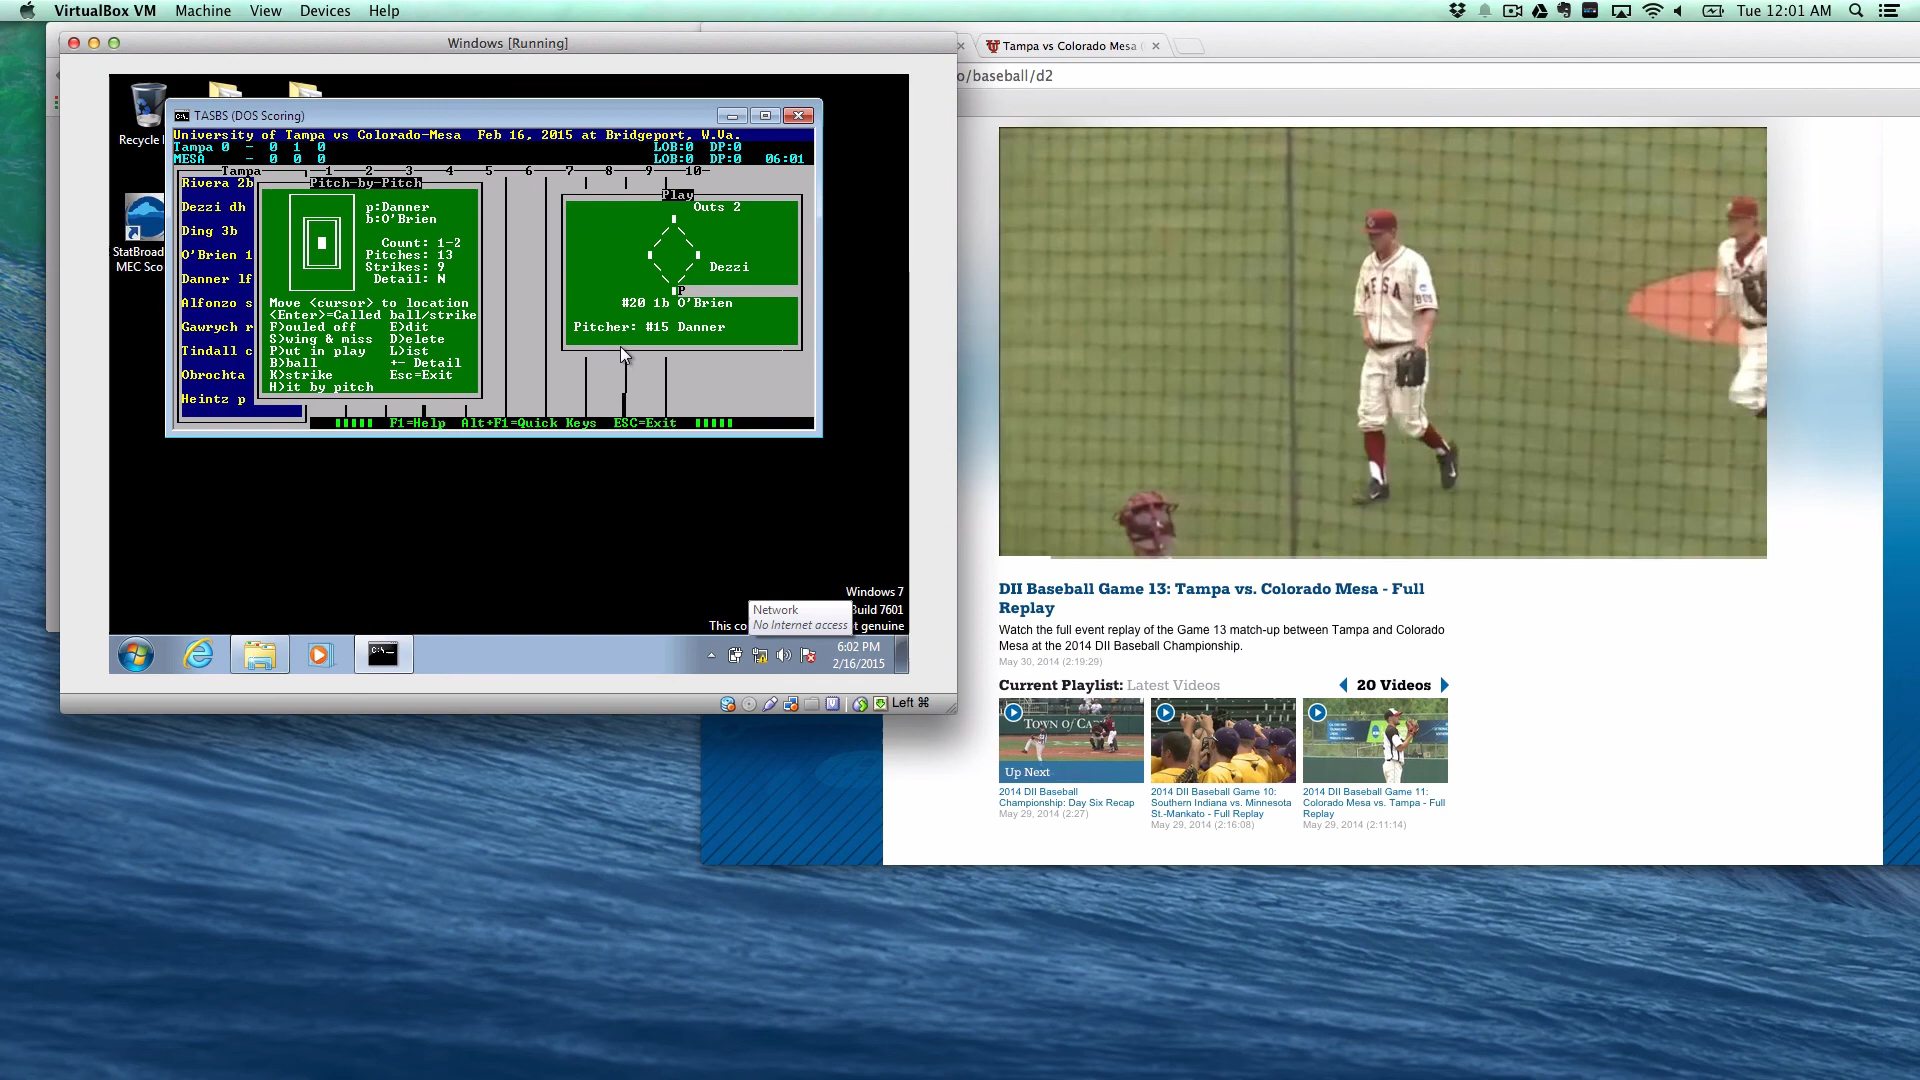 VirtualBox VM Machine View Devices Help
Tue 12:01 AM
Windows [Running]
Tampa vs Colorado Mesa
o/baseball/d2
Recycle
TASBS (DOS Scoring)
University of Tampa vs Colorado-Mesa Feb 16, 2015 at Bridgeport, W.Va.
Tampa 0 - 0 1 0 LOB:0 DP:0
MESA - 0 0 0 LOB:0 DP:0 06:01
Tampa 1 2 3 4 5 6 7 8 9 10
Rivera 2b
Dezzi dh
Ding 3b
O'Brien 1
Danner lf
Alfonzo s
Gawrych r
Tindall c
Obrochta
Heintz p
Pitch-by-Pitch
p:Danner
b:O'Brien
Count: 1-2
Pitches: 13
Strikes: 9
Detail: N
Move <cursor> to location
<Enter>=Called ball/strike
F)ouled off E)dit
S)wing & miss D)elete
P)ut in play L)ist
B)ball +- Detail
K)strike Esc=Exit
H)it by pitch
Play
Outs 2
Dezzi
P
#20 1b O'Brien
Pitcher: #15 Danner
F1=Help Alt+F1=Quick Keys ESC=Exit
StatBroad
MEC Sco
Windows 7
Build 7601
This co
t genuine
Network
No Internet access
6:02 PM
2/16/2015
Left ⌘
MESA
DII Baseball Game 13: Tampa vs. Colorado Mesa - Full
Replay
Watch the full event replay of the Game 13 match-up between Tampa and Colorado
Mesa at the 2014 DII Baseball Championship.
May 30, 2014 (2:19:29)
Current Playlist: Latest Videos
20 Videos
TOWN OF CA
Up Next
2014 DII Baseball
Championship: Day Six Recap
May 29, 2014 (2:27)
2014 DII Baseball Game 10:
Southern Indiana vs. Minnesota
St.-Mankato - Full Replay
May 29, 2014 (2:16:08)
2014 DII Baseball Game 11:
Colorado Mesa vs. Tampa - Full
Replay
May 29, 2014 (2:11:14)